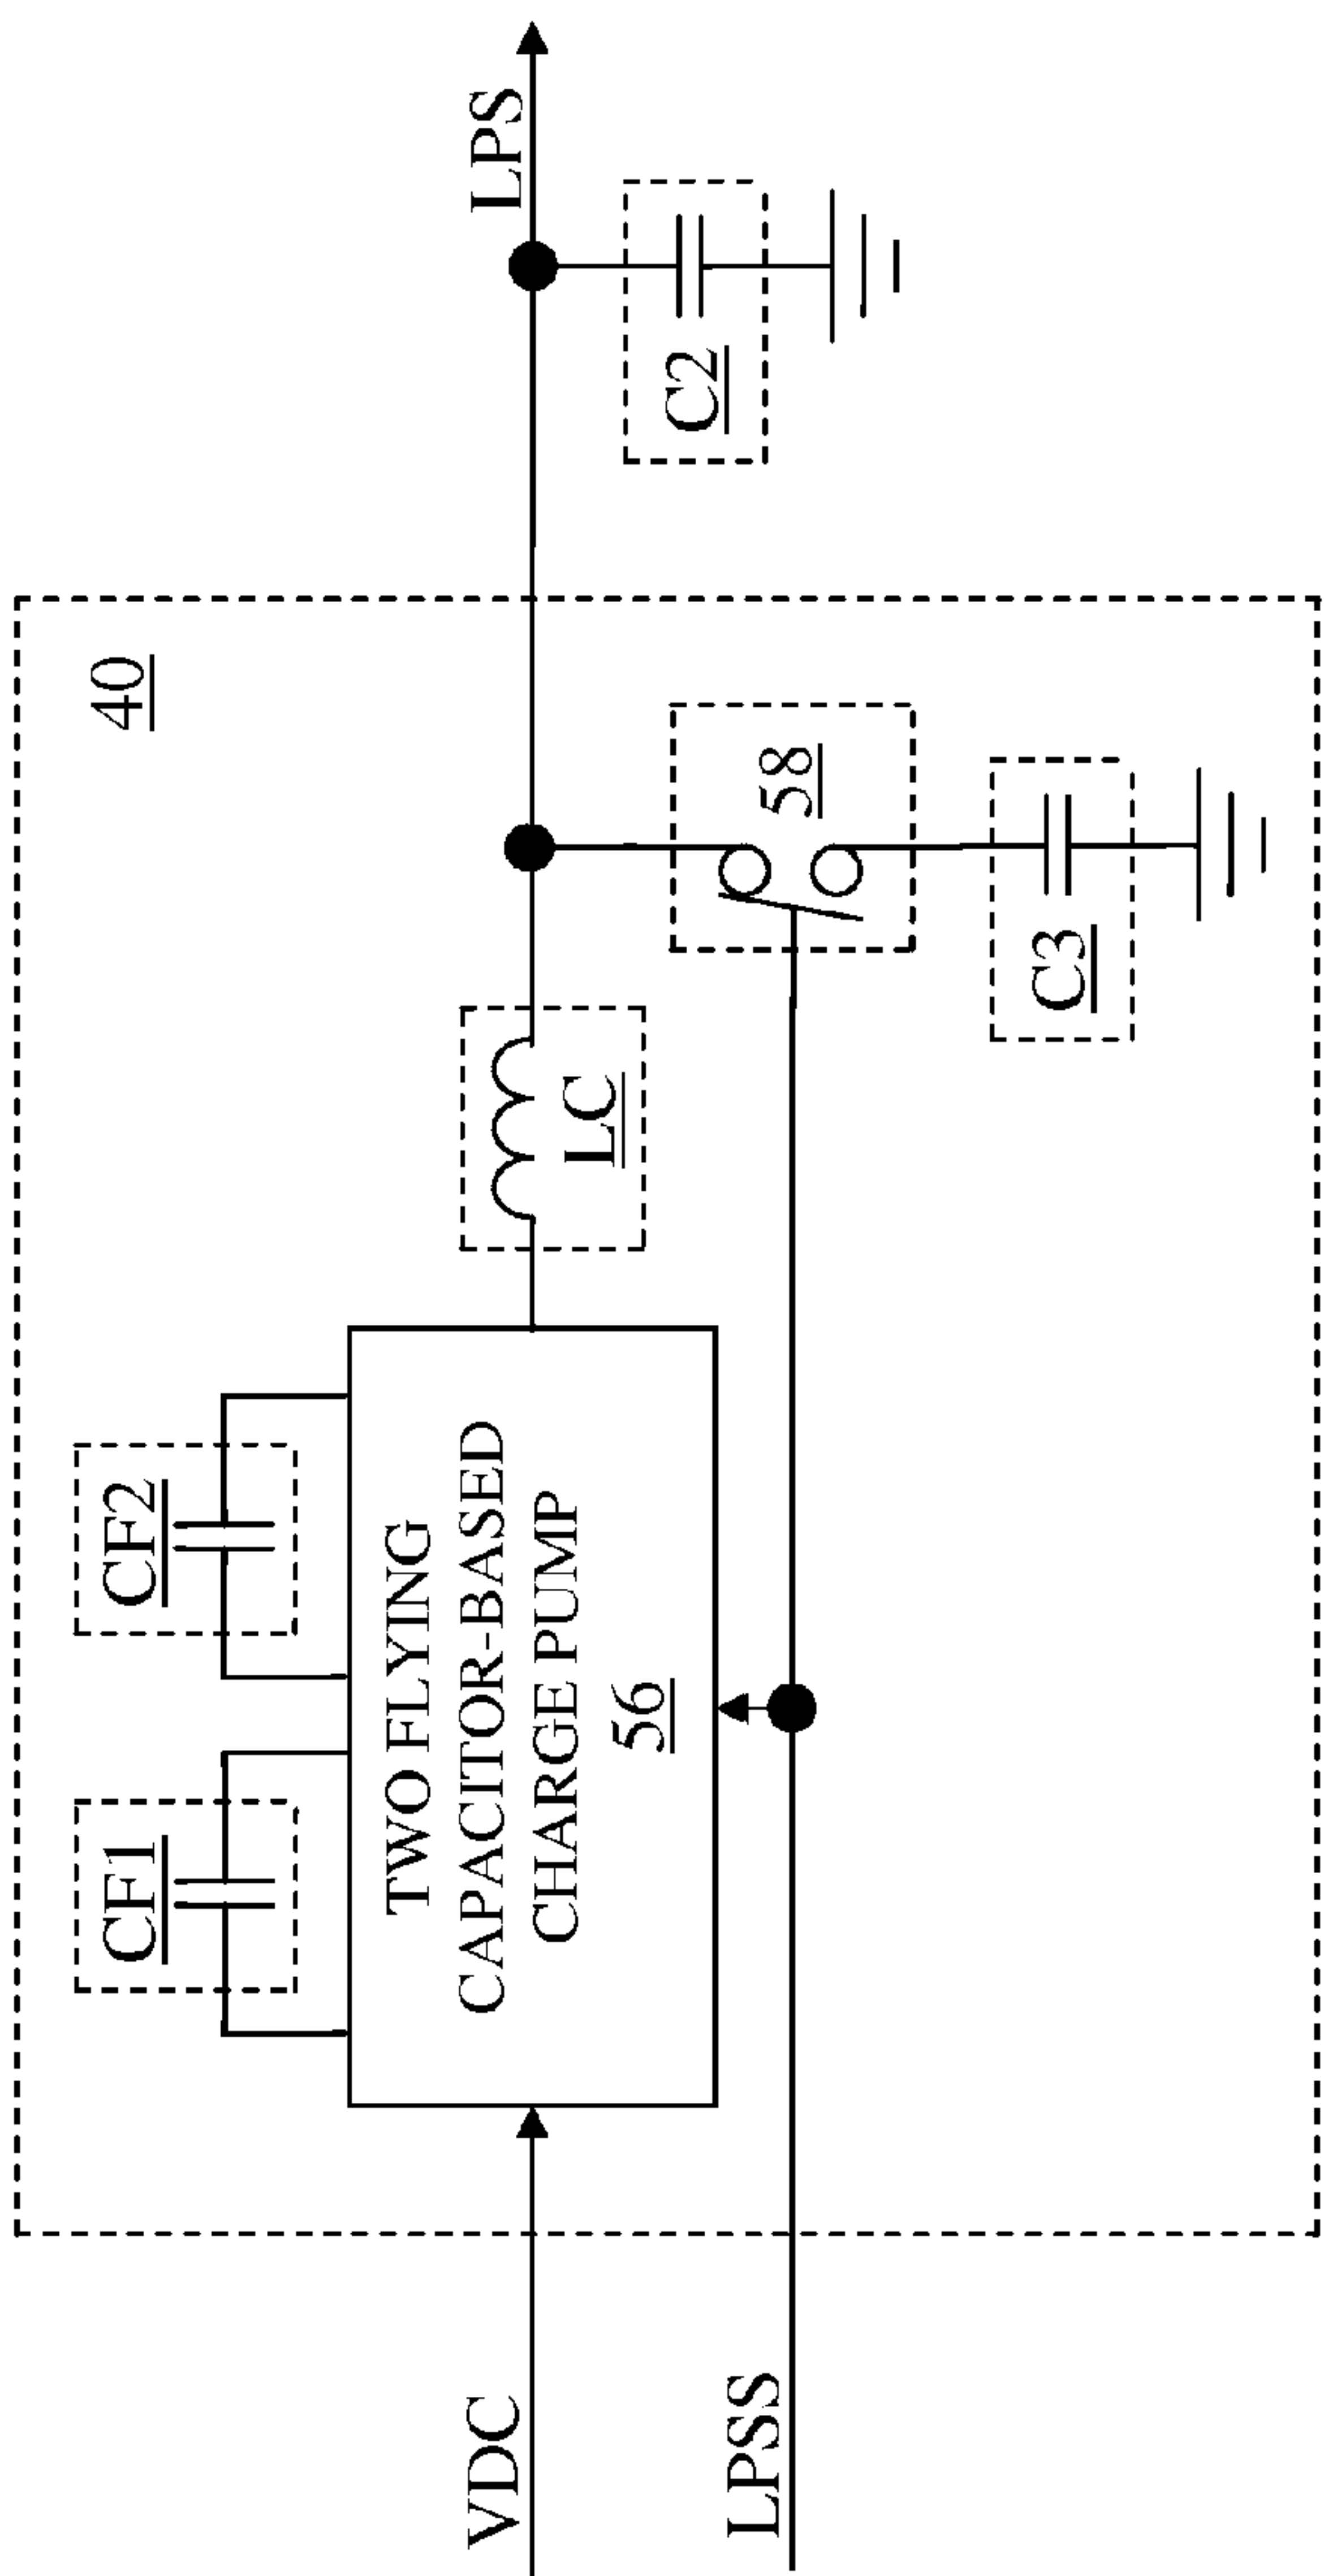 40
CF1
CF2
TWO FLYING
CAPACITOR-BASED
CHARGE PUMP
56
VDC
LC
LPS
C2
58
LPSS
C3